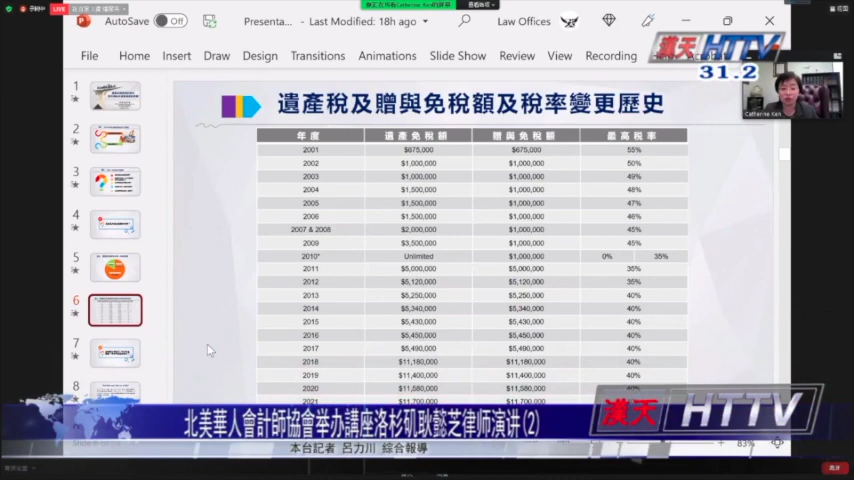 LIVE
AutoSave Off Presenta... - Last Modified: 18h ago Law Offices
File Home Insert Draw Design Transitions Animations Slide Show Review View Recording
漢天 HTTV
31.2
Catherine Ken
1
2
3
4
5
6
7
8
遺產稅及贈與免稅額及稅率變更歷史
年度 遺產免稅額 贈與免稅額 最高稅率
2001 $675,000 $675,000 55%
2002 $1,000,000 $1,000,000 50%
2003 $1,000,000 $1,000,000 49%
2004 $1,500,000 $1,000,000 48%
2005 $1,500,000 $1,000,000 47%
2006 $1,500,000 $1,000,000 46%
2007 & 2008 $2,000,000 $1,000,000 45%
2009 $3,500,000 $1,000,000 45%
2010* Unlimited $1,000,000 0% 35%
2011 $5,000,000 $5,000,000 35%
2012 $5,120,000 $5,120,000 35%
2013 $5,250,000 $5,250,000 40%
2014 $5,340,000 $5,340,000 40%
2015 $5,430,000 $5,430,000 40%
2016 $5,450,000 $5,450,000 40%
2017 $5,490,000 $5,490,000 40%
2018 $11,180,000 $11,180,000 40%
2019 $11,400,000 $11,400,000 40%
2020 $11,580,000 $11,580,000 40%
2021 $11,700,000 $11,700,000
北美華人會計師協會举办講座洛杉矶耿懿芝律师演讲(2)
漢天 HTTV
本台記者 呂力川 綜合報導
83%